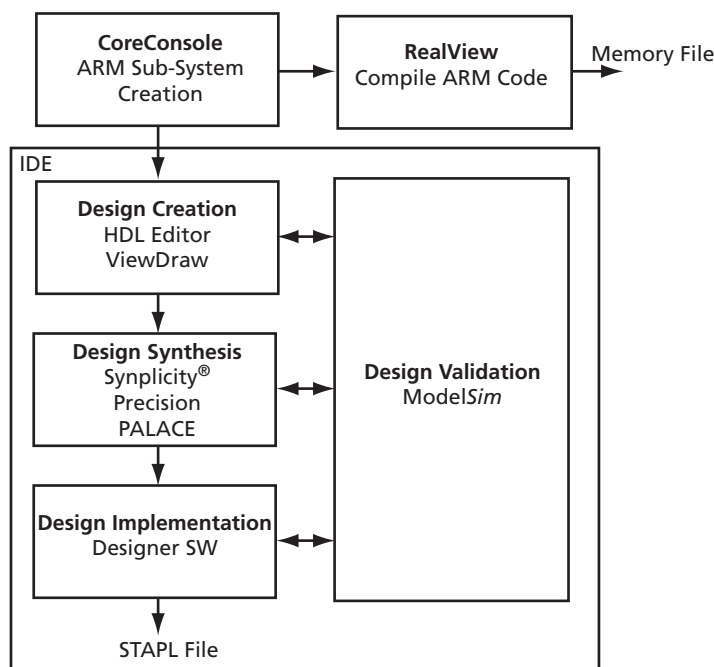 CoreConsole
ARM Sub-System
Creation
RealView
Compile ARM Code
Memory File
IDE
Design Creation
HDL Editor
ViewDraw
Design Synthesis
Synplicity®
Precision
PALACE
Design Validation
ModelSim
Design Implementation
Designer SW
STAPL File